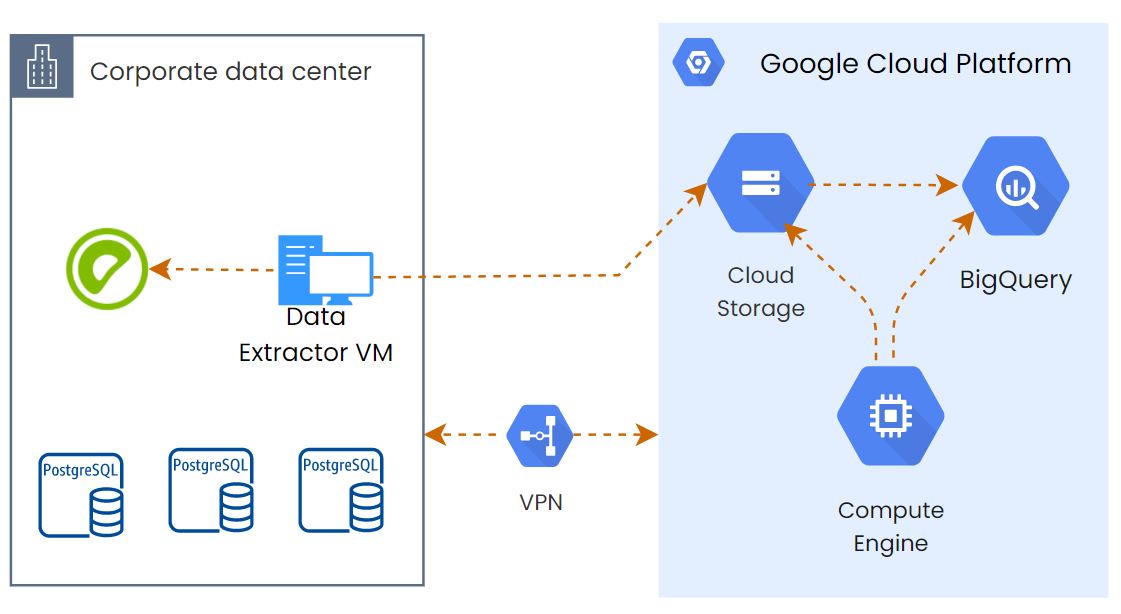 Corporate data center
Google Cloud Platform
Cloud
Storage
BigQuery
Data
Extractor VM
PostgreSQL
PostgreSQL
PostgreSQL
VPN
Compute
Engine